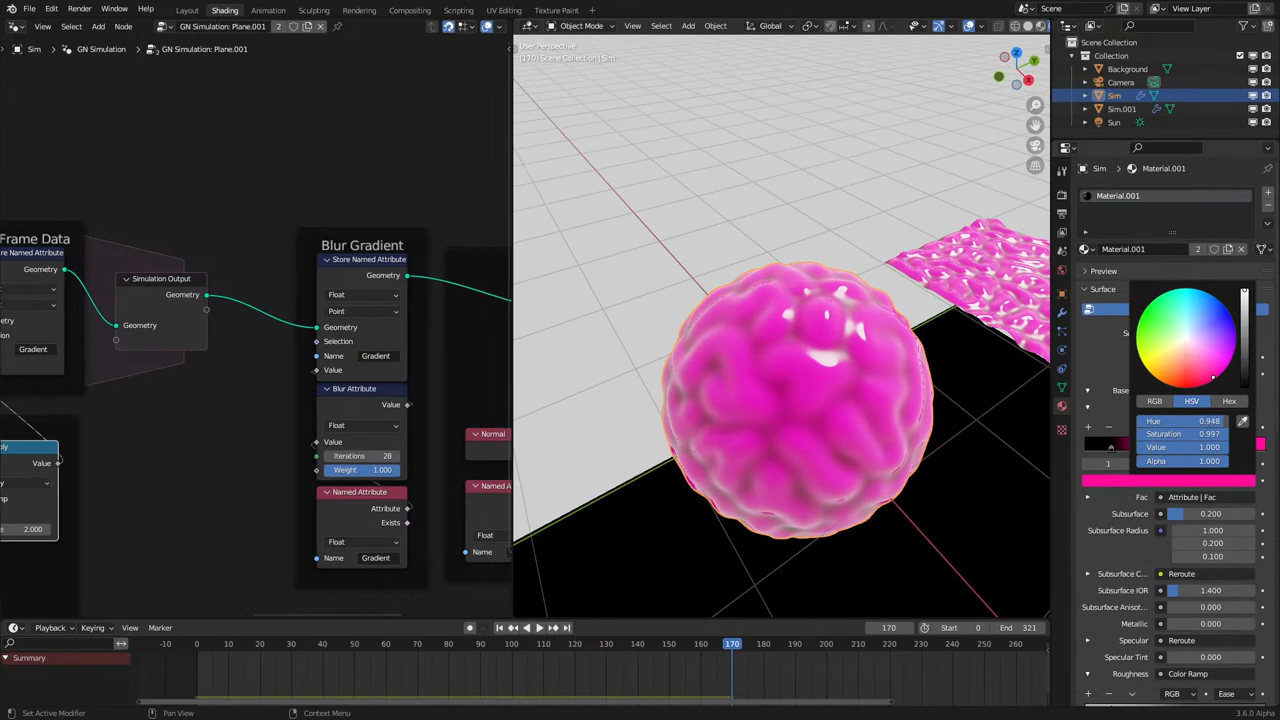 File Edit Render Window Help Layout Animation Rendering Compositing Scripting UV Editing Texture Paint Scene View Layer
View Select Add Node GN Simulation: Plane.001 2
Object Mode View Select Add Object Global
Sim GN Simulation GN Simulation: Plane.001
User Perspective
(170) Scene Collection | Sim
Scene Collection
Collection
Background
Camera
Sim
Sim.001
Sun
Sim Material.001
Material.001
Material.001 2
Preview
Surface
RGB HSV Hex
Hue 0.948
Saturation 0.997
Value 1.000
Alpha 1.000
Base
1
Fac Attribute | Fac
Subsurface 0.200
Subsurface Radius 1.000
0.200
0.100
Subsurface C... Reroute
Subsurface IOR 1.400
Subsurface Anisot... 0.000
Metallic 0.000
Specular Reroute
Specular Tint 0.000
Roughness Color Ramp
RGB Ease
Frame Data
re Named Attribute
Geometry
Geometry
Gradient
Simulation Output
Geometry
Geometry
Blur Gradient
Store Named Attribute
Geometry
Float
Point
Geometry
Selection
Name Gradient
Value
Blur Attribute
Value
Float
Value
Iterations 28
Weight 1.000
Named Attribute
Attribute
Exists
Float
Name Gradient
Value
2.000
Normal
Named A
Float
Name
Playback Keying View Marker 170 Start 0 End 321
-10 0 10 20 30 40 50 60 70 80 90 100 110 120 130 140 150 160 170 180 190 200 210 220 230 240 250 260
Summary
Set Active Modifier Pan View Context Menu 3.6.0 Alpha